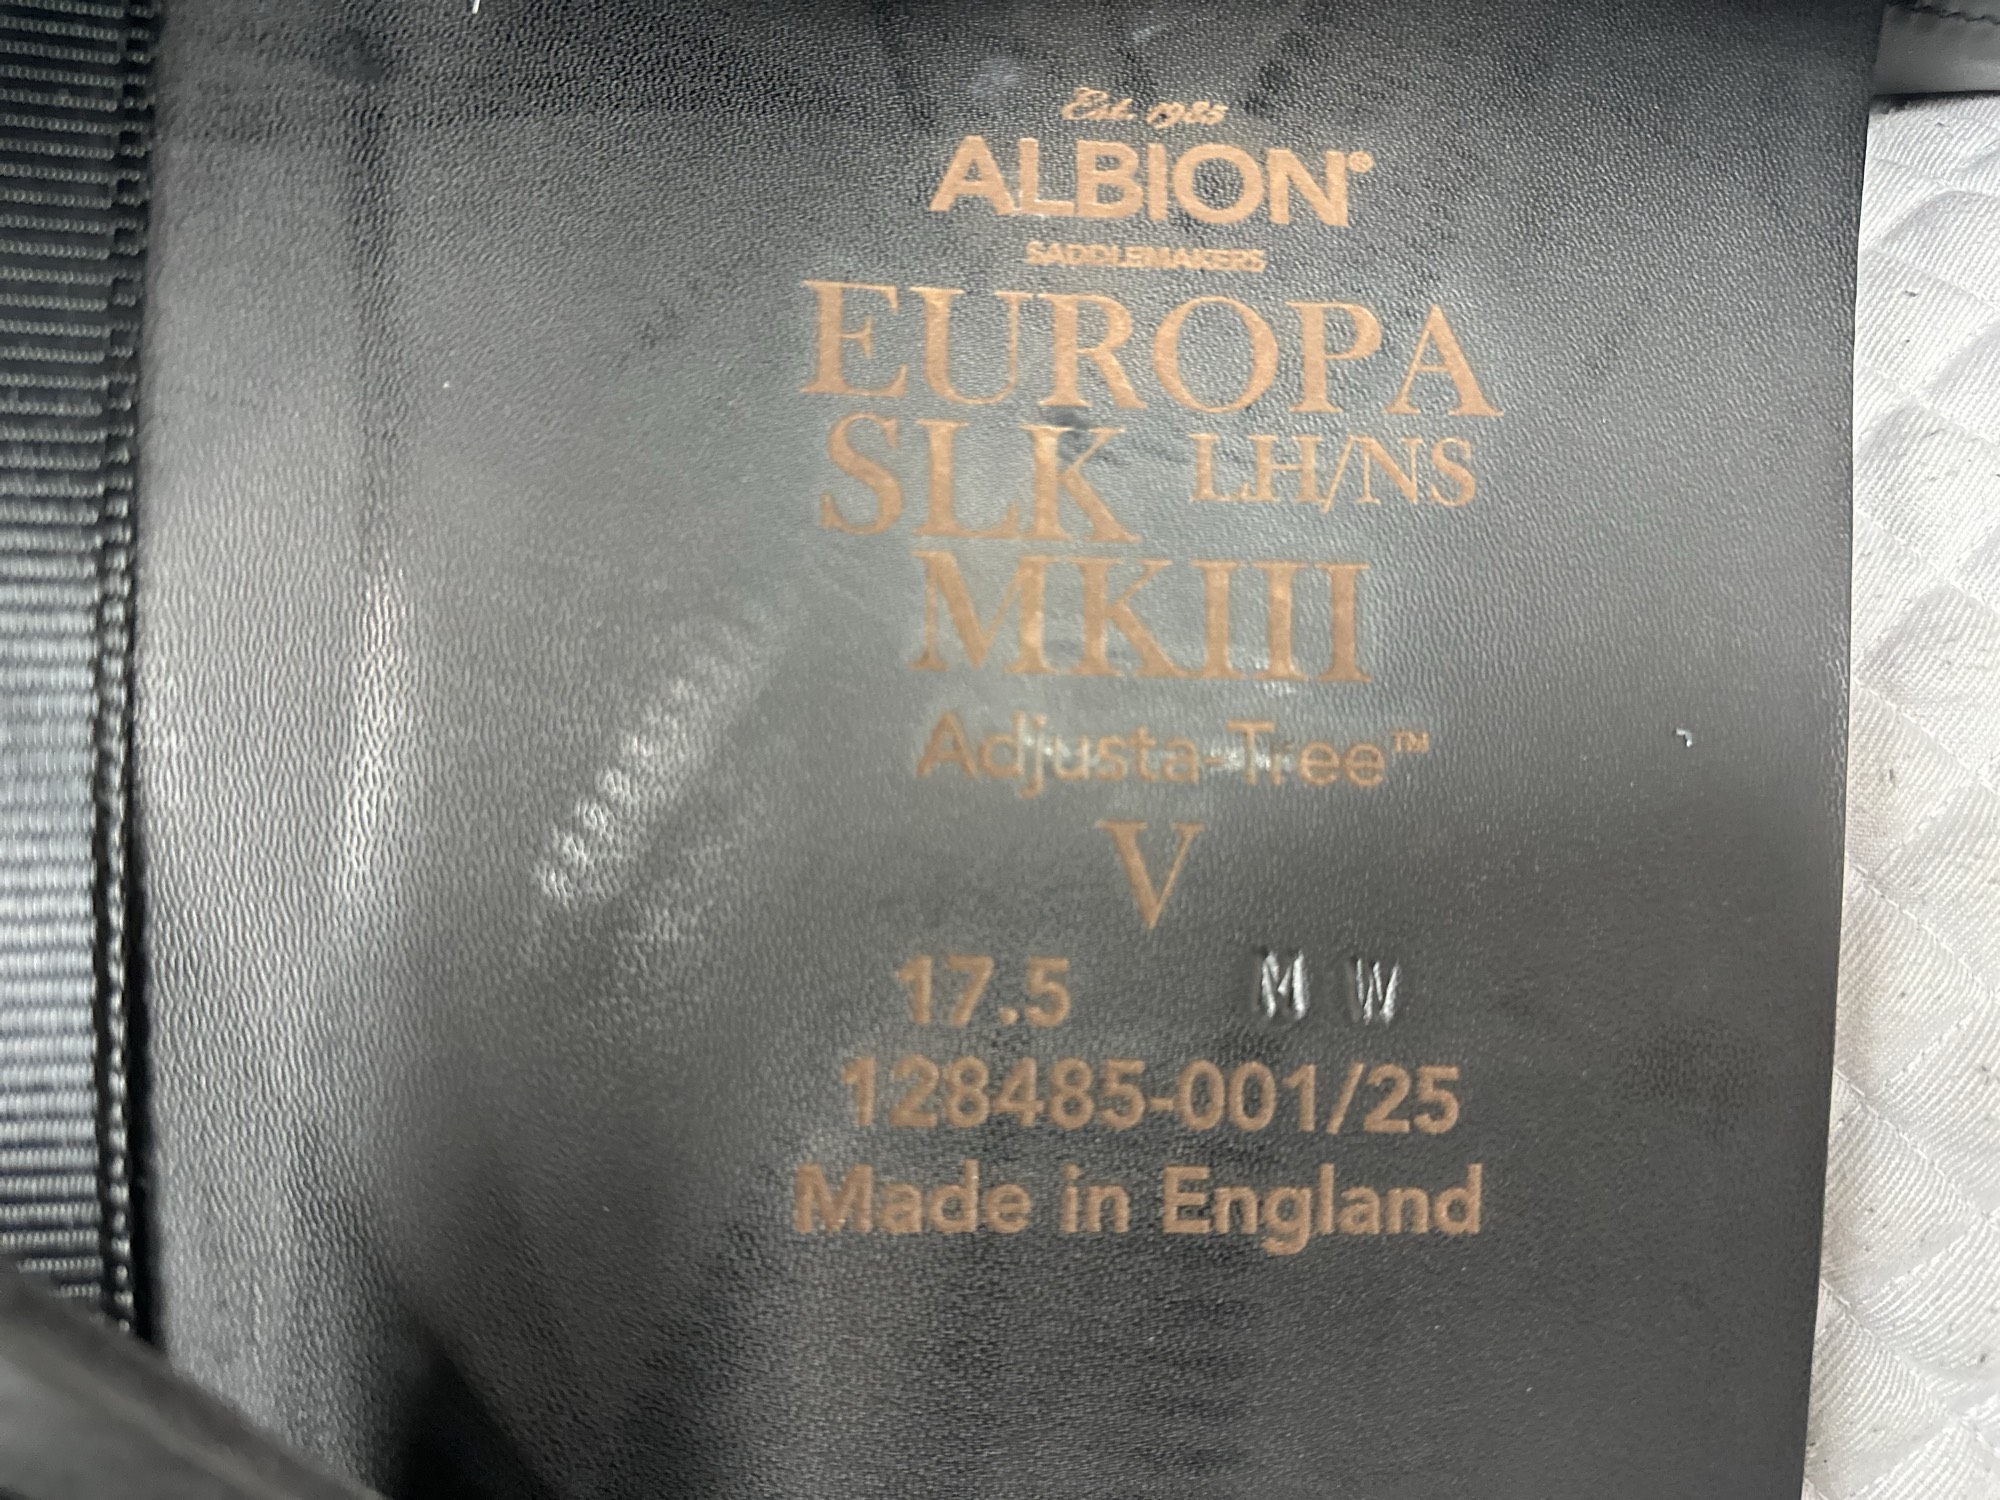 Est. 1985
ALBION®
SADDLEMAKERS
EUROPA
SLK LH/NS
MKIII
Adjusta-Tree™
V
17.5 M W
128485-001/25
Made in England